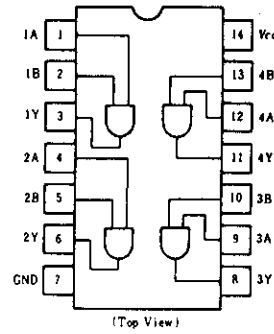 1A 1 14 Vcc
1B 2 13 4B
1Y 3 12 4A
2A 4 11 4Y
2B 5 10 3B
2Y 6 9 3A
GND 7 8 3Y
(Top View)